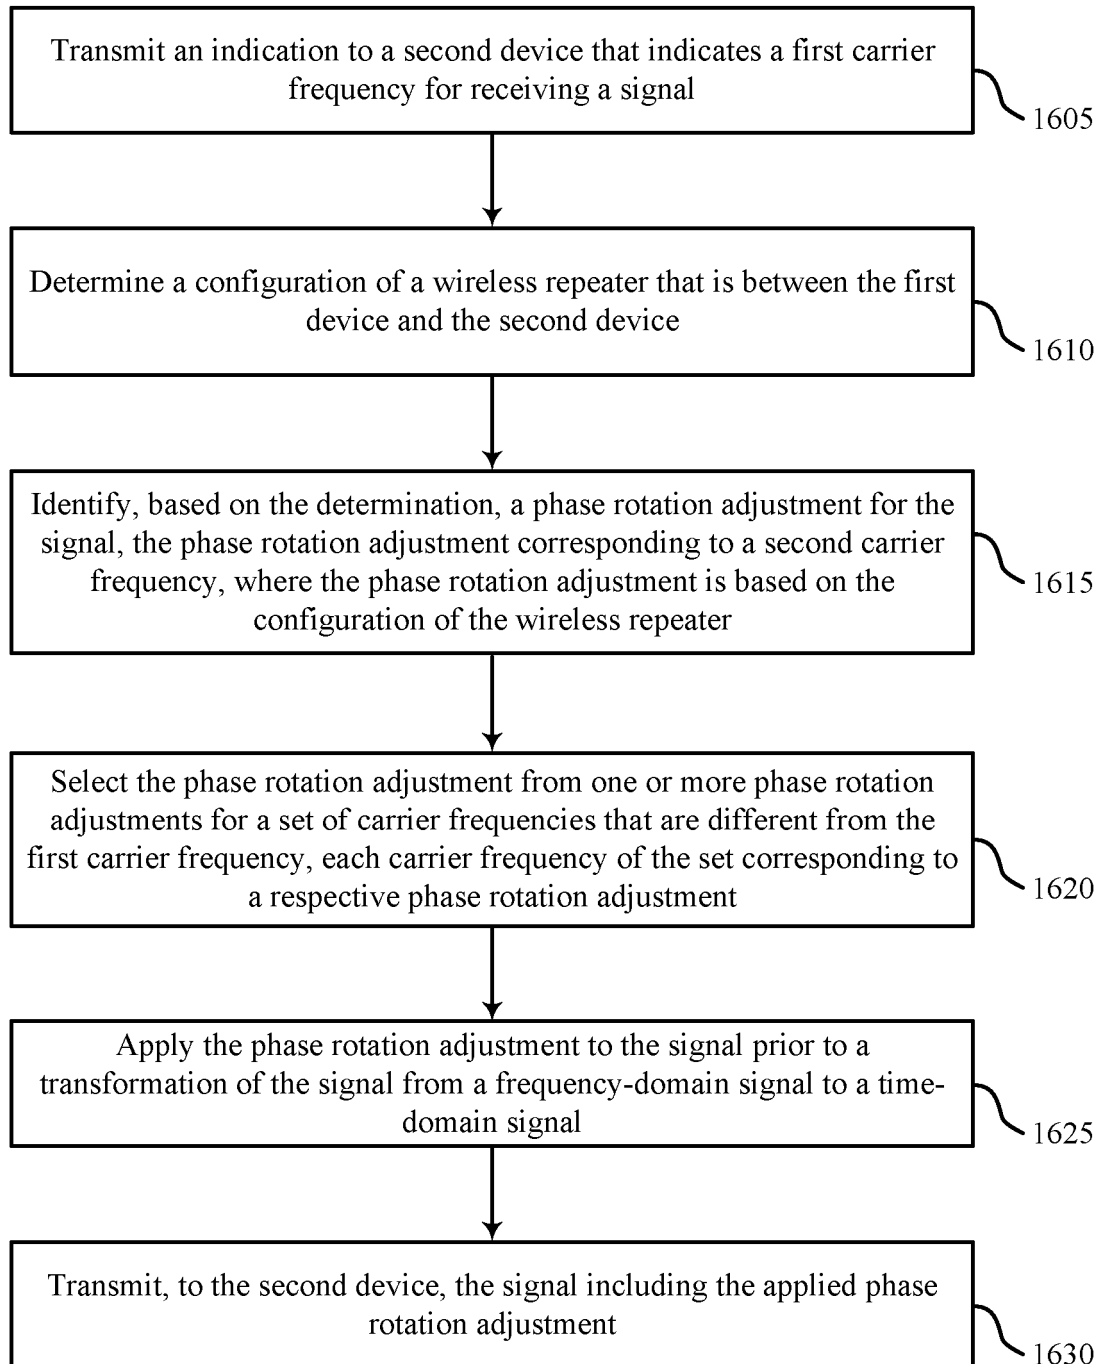 Transmit an indication to a second device that indicates a first carrier
frequency for receiving a signal
1605
Determine a configuration of a wireless repeater that is between the first
device and the second device
1610
Identify, based on the determination, a phase rotation adjustment for the
signal, the phase rotation adjustment corresponding to a second carrier
frequency, where the phase rotation adjustment is based on the
configuration of the wireless repeater
1615
Select the phase rotation adjustment from one or more phase rotation
adjustments for a set of carrier frequencies that are different from the
first carrier frequency, each carrier frequency of the set corresponding to
a respective phase rotation adjustment
1620
Apply the phase rotation adjustment to the signal prior to a
transformation of the signal from a frequency-domain signal to a time-
domain signal
1625
Transmit, to the second device, the signal including the applied phase
rotation adjustment
1630